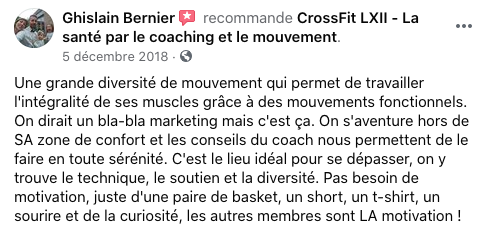 Ghislain Bernier recommande CrossFit LXII - La
santé par le coaching et le mouvement.
5 décembre 2018 ·
Une grande diversité de mouvement qui permet de travailler
l'intégralité de ses muscles grâce à des mouvements fonctionnels.
On dirait un bla-bla marketing mais c'est ça. On s'aventure hors de
SA zone de confort et les conseils du coach nous permettent de le
faire en toute sérénité. C'est le lieu idéal pour se dépasser, on y
trouve le technique, le soutien et la diversité. Pas besoin de
motivation, juste d'une paire de basket, un short, un t-shirt, un
sourire et de la curiosité, les autres membres sont LA motivation !